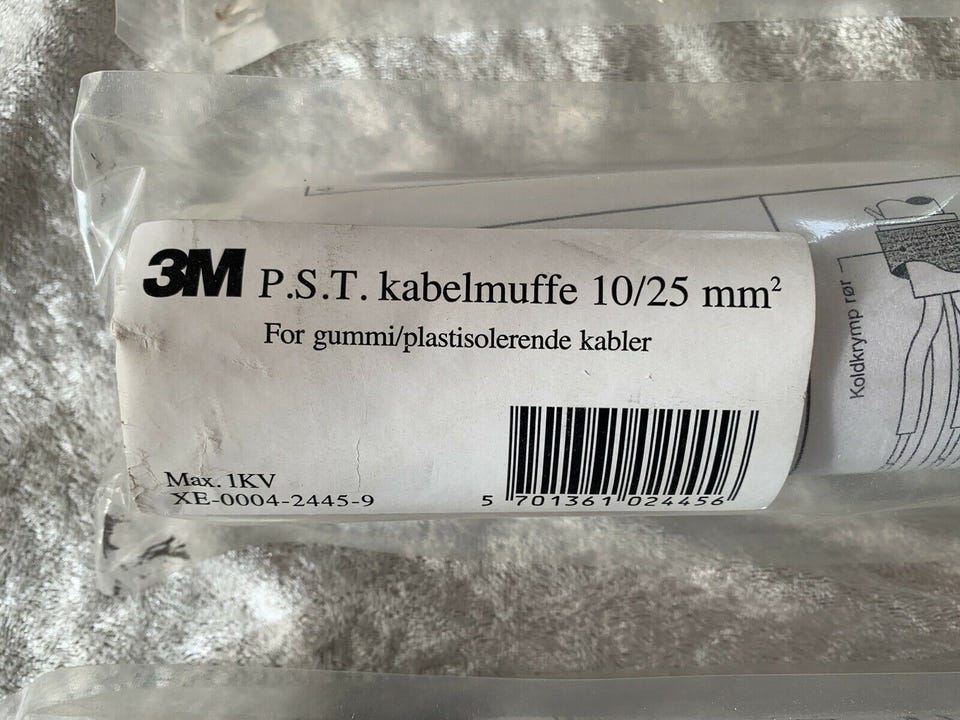 3M P.S.T. kabelmuffe 10/25 mm²
For gummi/plastisolerende kabler
Max. 1KV
XE-0004-2445-9
5 701361 024456
Koldkrymp rør